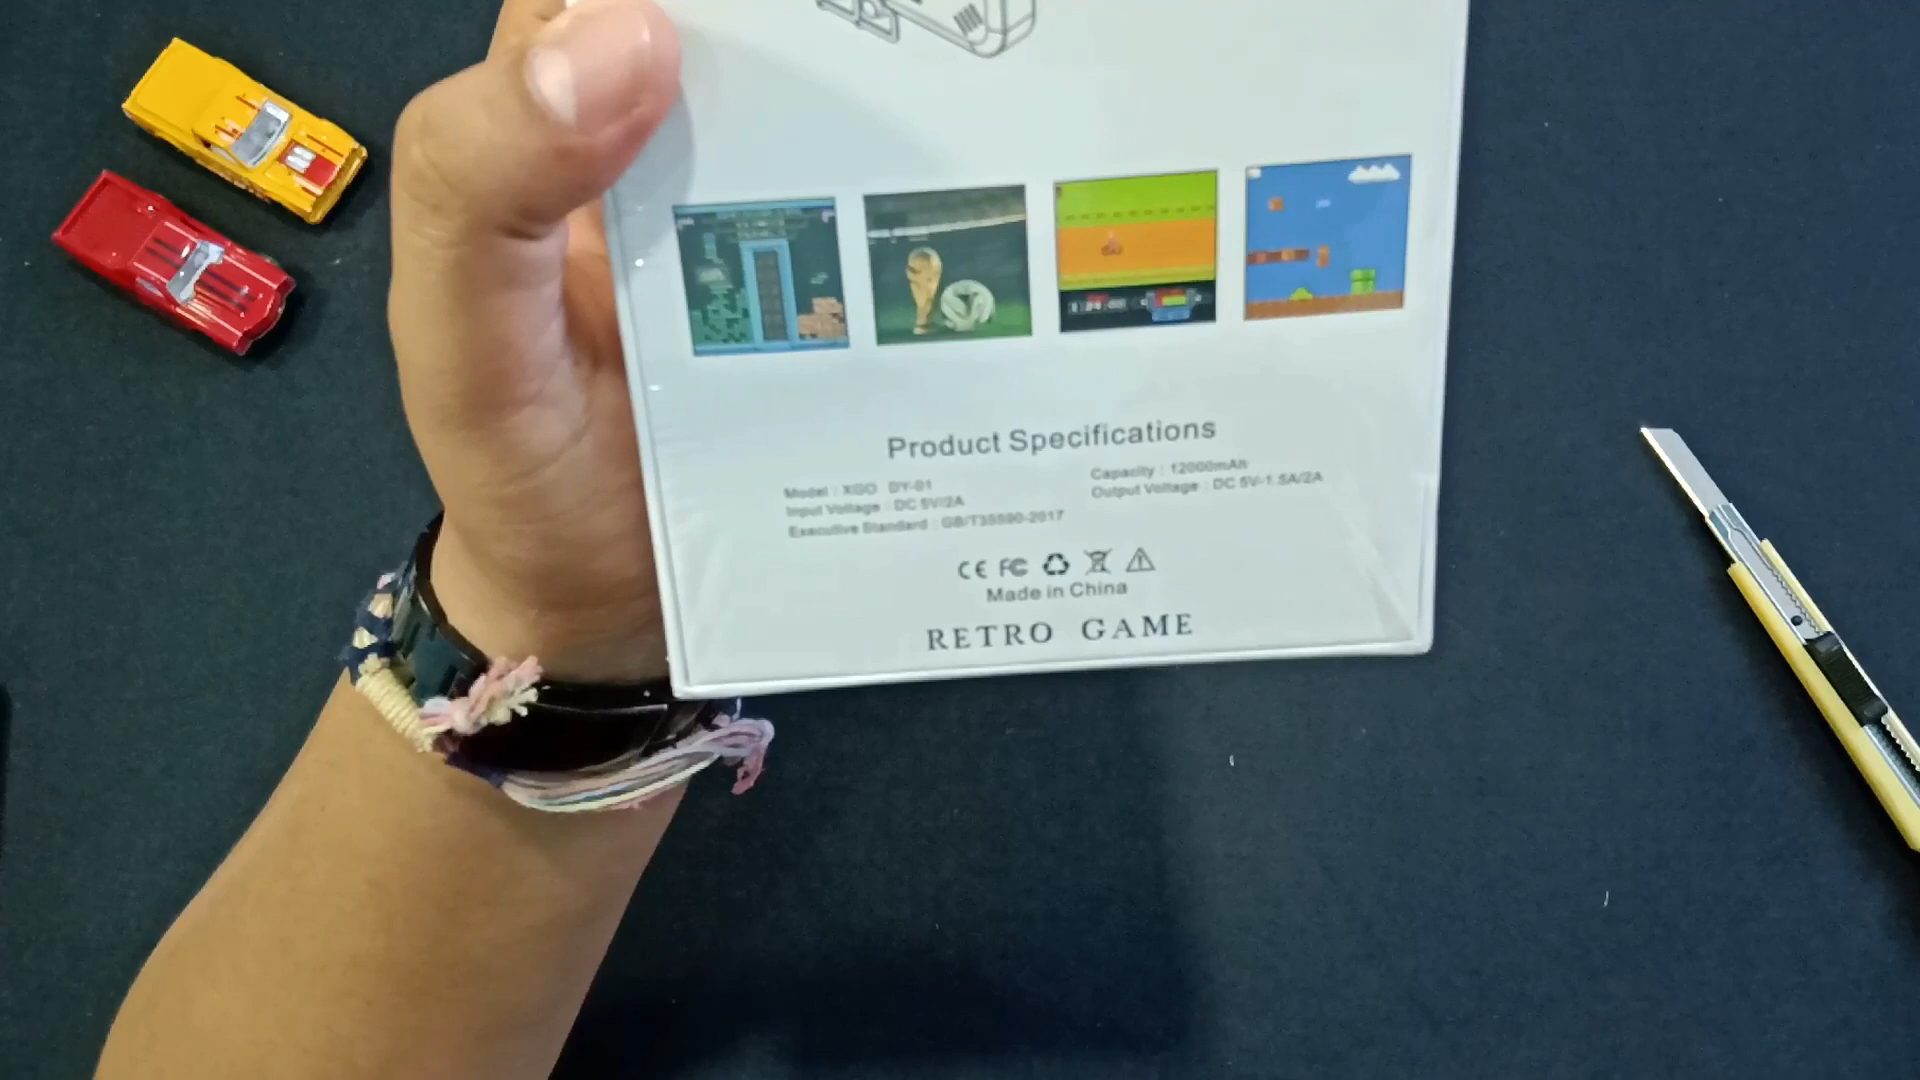 Product Specifications
Model : XGO DY-01
Input Voltage : DC 5V/2A
Executive Standard : GB/T35590-2017
Capacity : 12000mAh
Output Voltage : DC 5V-1.5A/2A
CE FC
Made in China
RETRO GAME